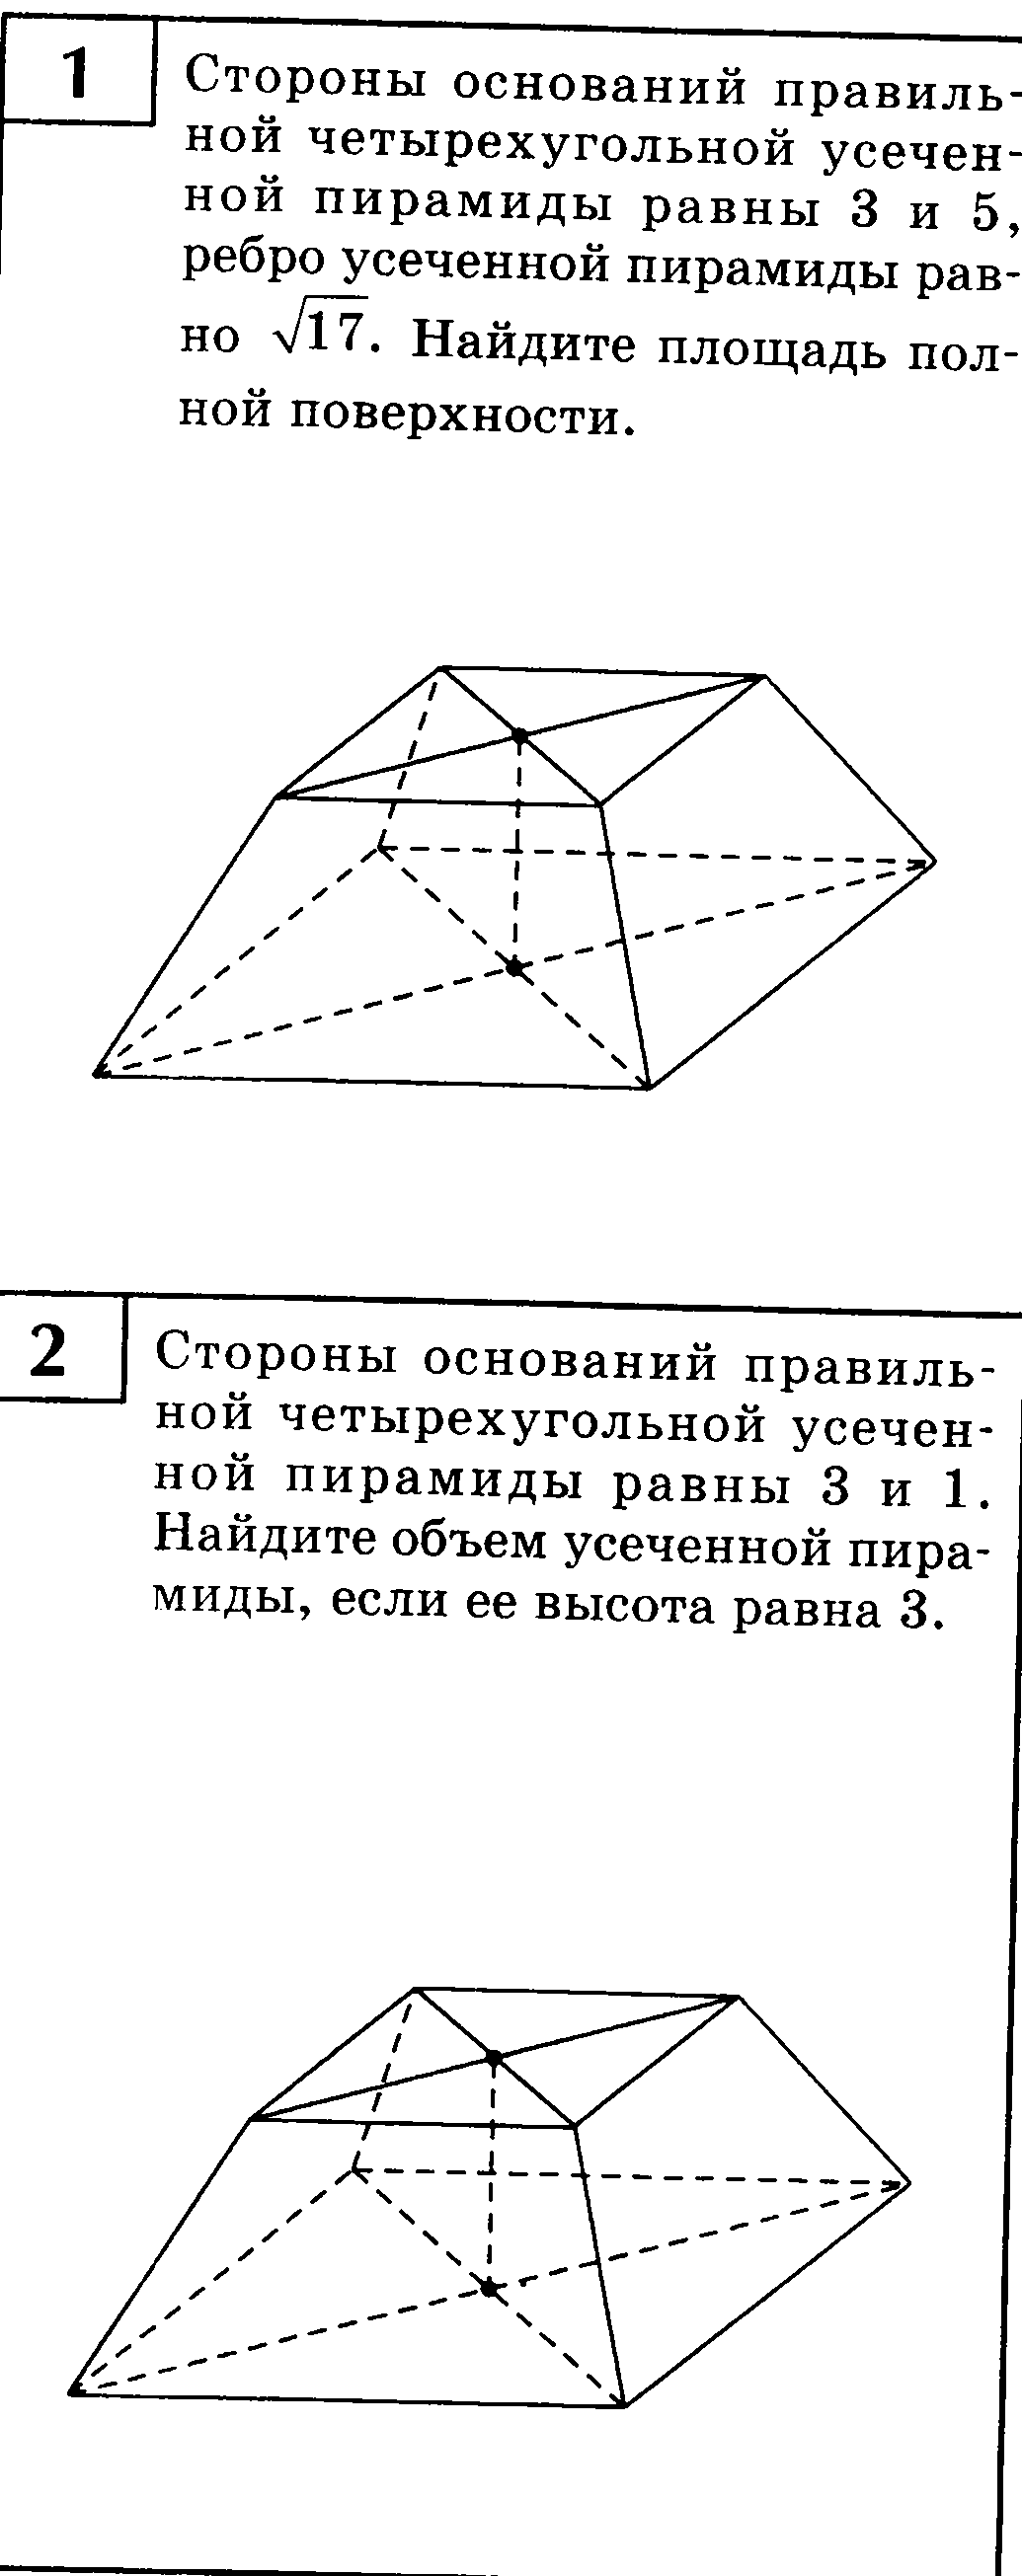 1
Стороны оснований правиль-
ной четырехугольной усечен-
ной пирамиды равны 3 и 5,
ребро усеченной пирамиды рав-
но √17. Найдите площадь пол-
ной поверхности.
2
Стороны оснований правиль-
ной четырехугольной усечен-
ной пирамиды равны 3 и 1.
Найдите объем усеченной пира-
миды, если ее высота равна 3.